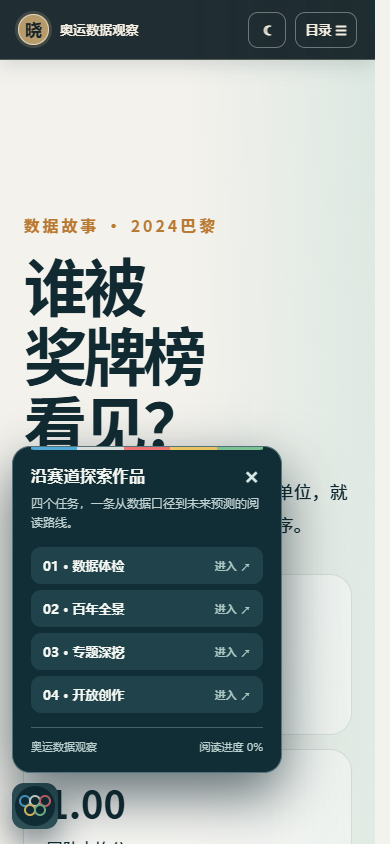 晓 奥运数据观察 目录
数据故事 • 2024巴黎
谁被
奖牌榜
看见？
单位，就
序。
沿赛道探索作品
四个任务，一条从数据口径到未来预测的阅
读路线。
01 • 数据体检 进入 ↗
02 • 百年全景 进入 ↗
03 • 专题深挖 进入 ↗
04 • 开放创作 进入 ↗
奥运数据观察 阅读进度 0%
1.00